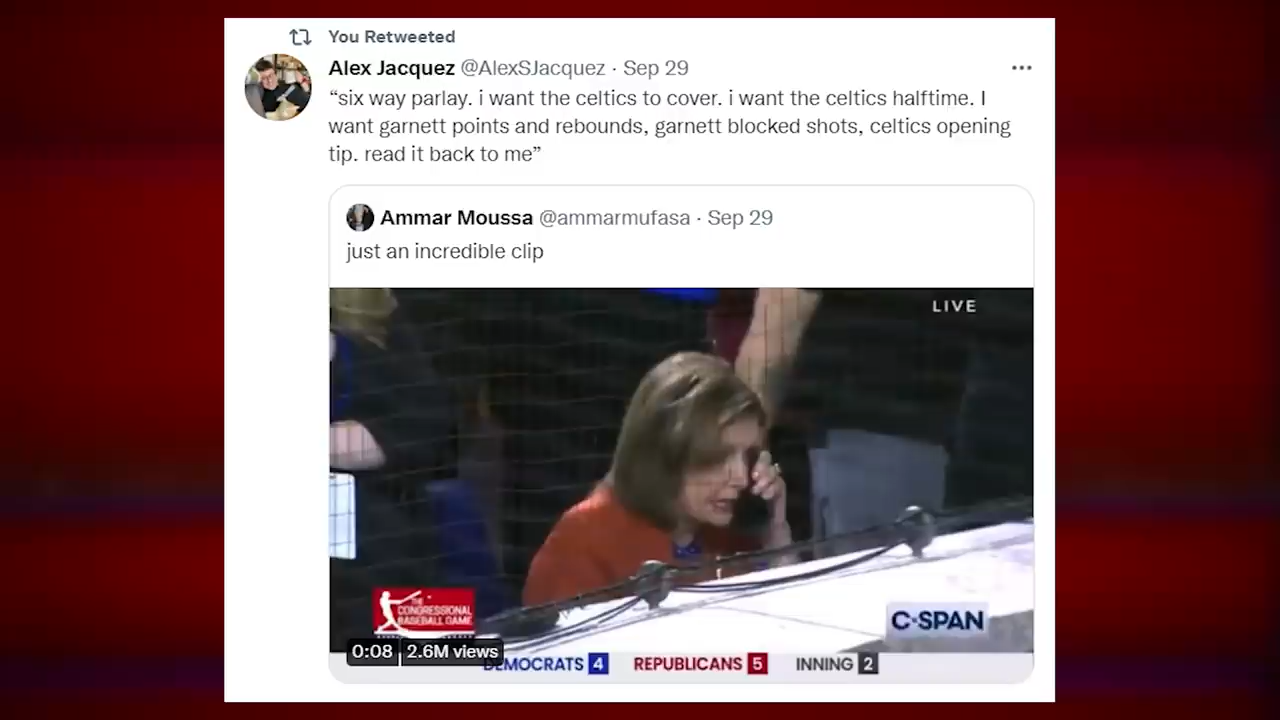 You Retweeted
Alex Jacquez @AlexSJacquez · Sep 29
“six way parlay. i want the celtics to cover. i want the celtics halftime. I
want garnett points and rebounds, garnett blocked shots, celtics opening
tip. read it back to me”
Ammar Moussa @ammarmufasa · Sep 29
just an incredible clip
LIVE
THE
CONGRESSIONAL
BASEBALL GAME
C-SPAN
0:08 2.6M views
DEMOCRATS 4 REPUBLICANS 5 INNING 2